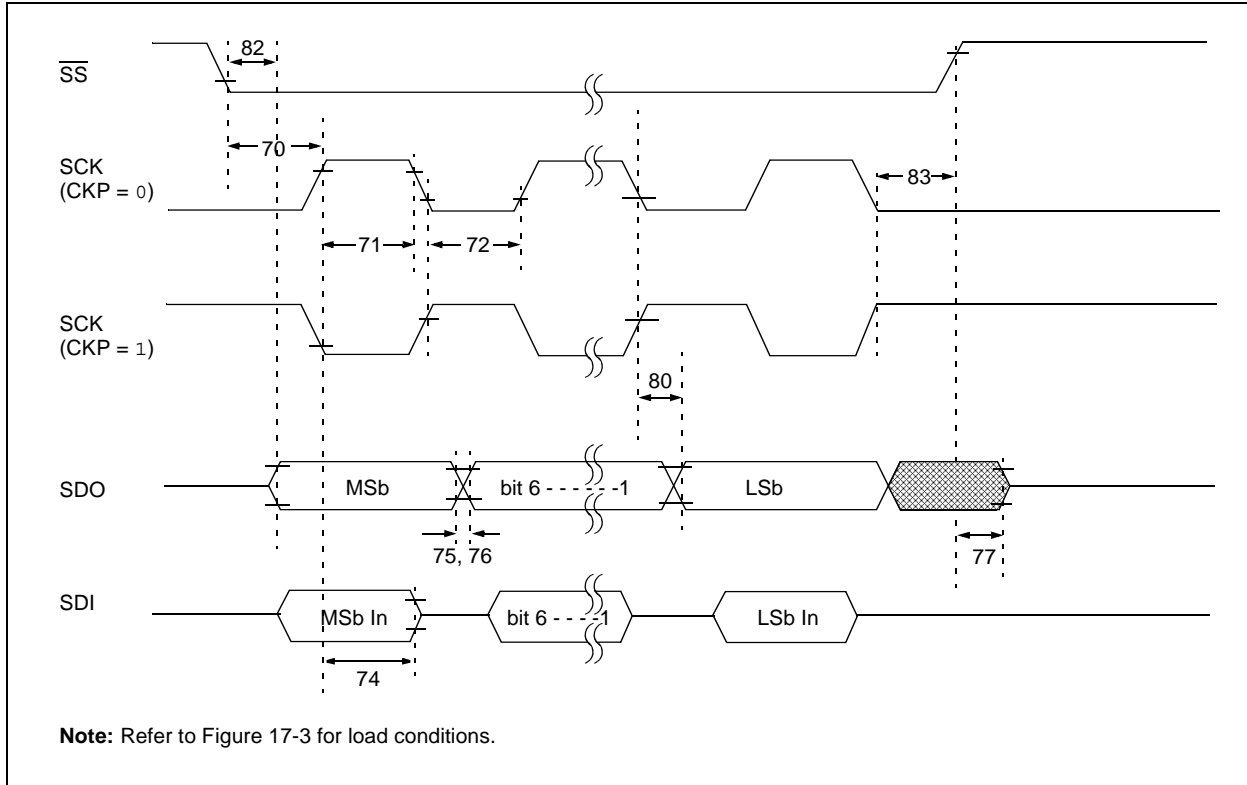 82
SS
70
SCK
(CKP = 0)
83
71
72
SCK
(CKP = 1)
80
SDO
MSb
bit 6 - - - - - -1
LSb
75, 76
77
SDI
MSb In
bit 6 - - - -1
LSb In
74
Note: Refer to Figure 17-3 for load conditions.